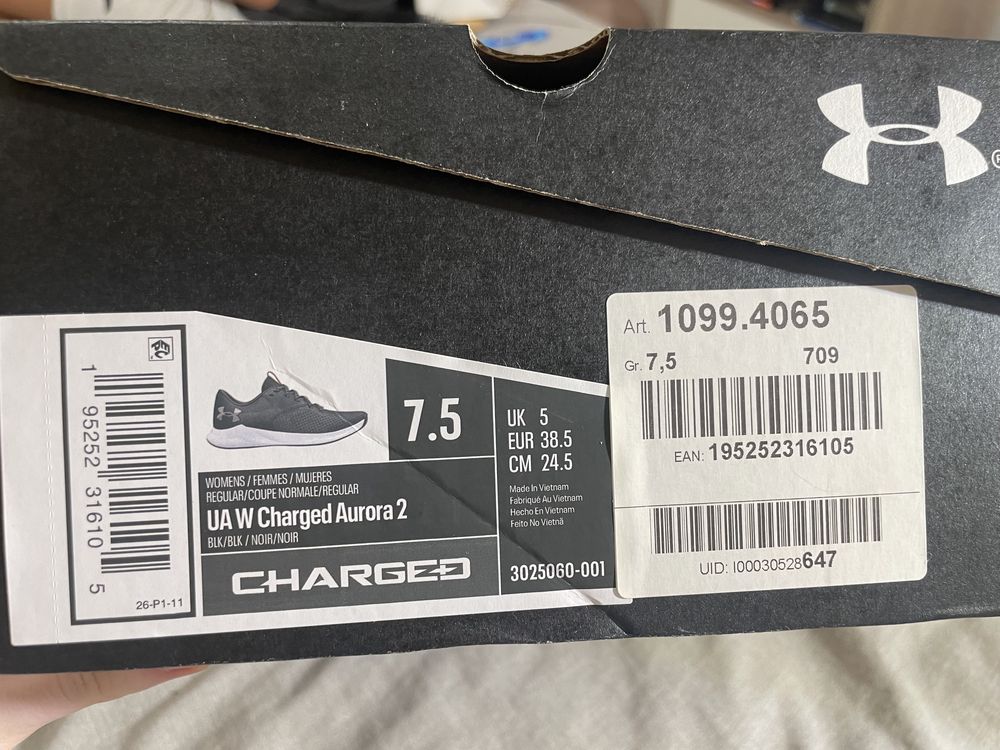 1 95252 31610 5
26-P1-11
7.5
WOMENS / FEMMES / MUJERES
REGULAR/COUPE NORMALE/REGULAR
UA W Charged Aurora 2
BLK/BLK / NOIR/NOIR
CHARGED
UK 5
EUR 38.5
CM 24.5
Made In Vietnam
Fabriqué Au Vietnam
Hecho En Vietnam
Feito No Vietnã
3025060-001
Art. 1099.4065
Gr. 7,5 709
EAN: 195252316105
UID: I00030528647